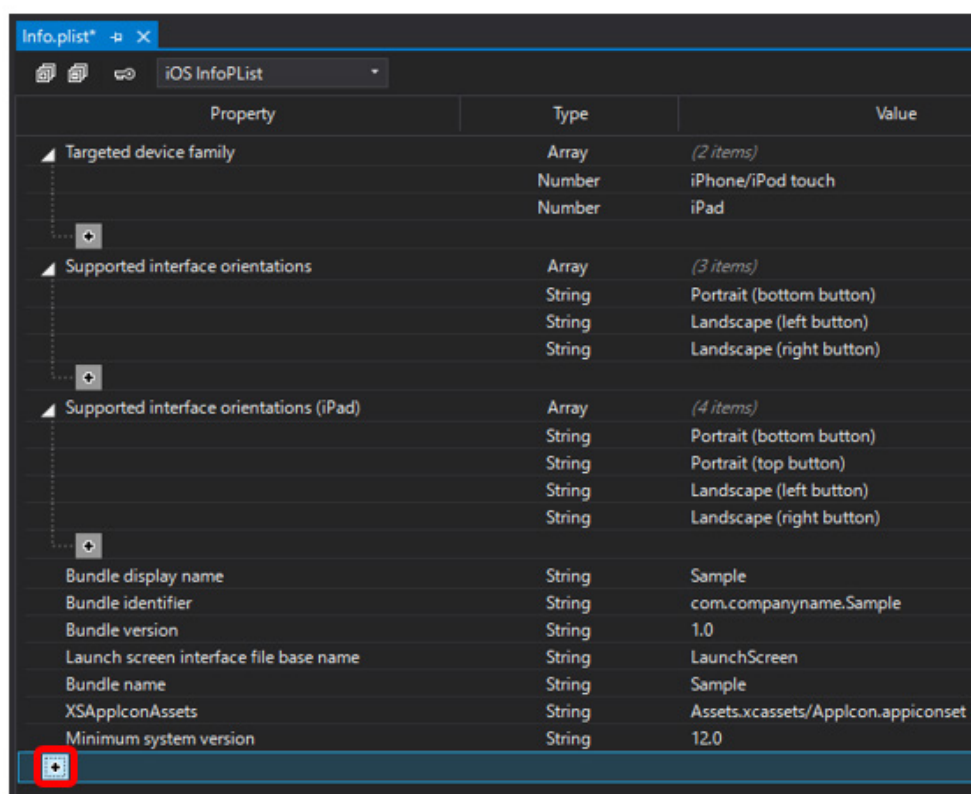 Info.plist*
iOS InfoPList
Property Type Value
Targeted device family Array (2 items)
Number iPhone/iPod touch
Number iPad
Supported interface orientations Array (3 items)
String Portrait (bottom button)
String Landscape (left button)
String Landscape (right button)
Supported interface orientations (iPad) Array (4 items)
String Portrait (bottom button)
String Portrait (top button)
String Landscape (left button)
String Landscape (right button)
Bundle display name String Sample
Bundle identifier String com.companyname.Sample
Bundle version String 1.0
Launch screen interface file base name String LaunchScreen
Bundle name String Sample
XSAppIconAssets String Assets.xcassets/AppIcon.appiconset
Minimum system version String 12.0